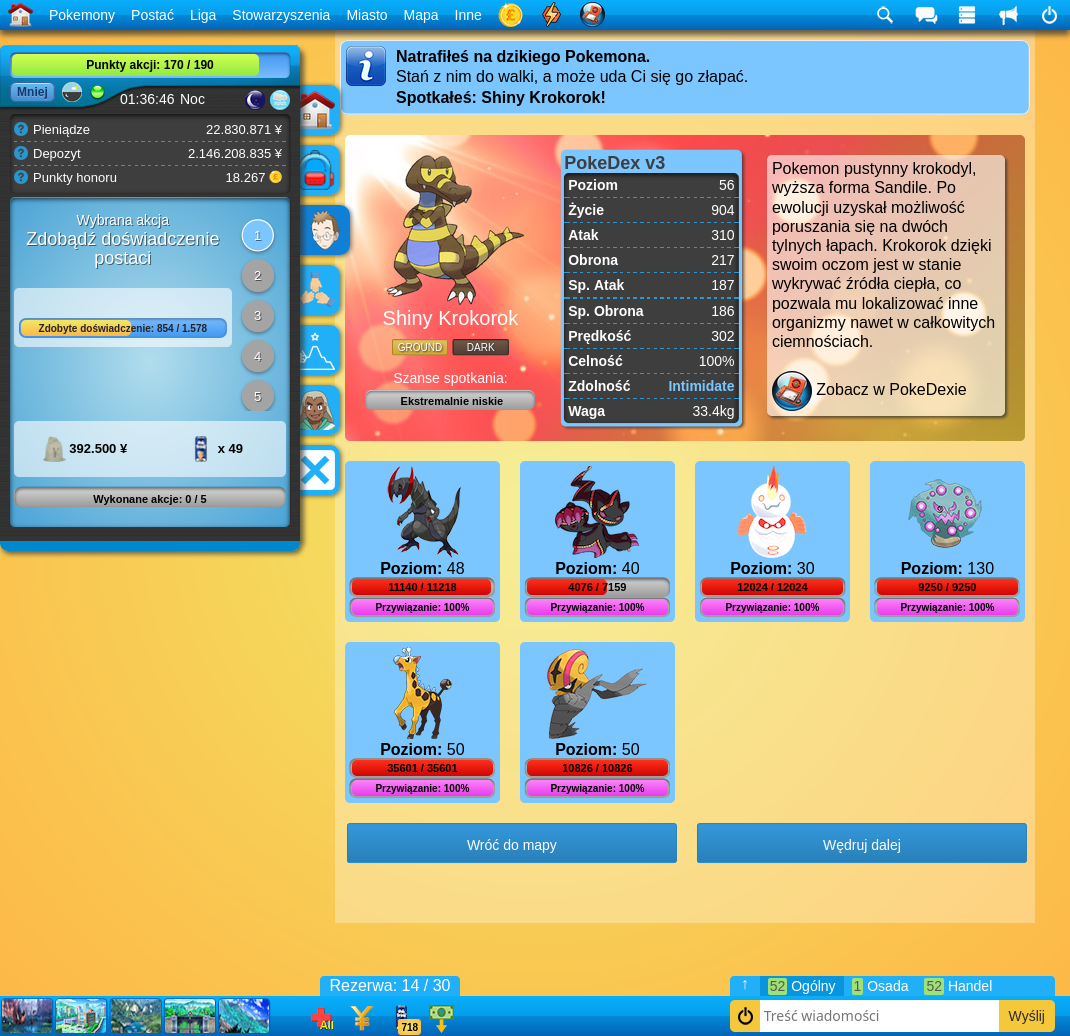 Pokemony Postać Liga Stowarzyszenia Miasto Mapa Inne
Punkty akcji: 170 / 190
Mniej
01:36:46 Noc
Pieniądze 22.830.871 ¥
Depozyt 2.146.208.835 ¥
Punkty honoru 18.267
Wybrana akcja
Zdobądź doświadczenie
postaci
1
2
3
4
5
Zdobyte doświadczenie: 854 / 1.578
392.500 ¥
x 49
Wykonane akcje: 0 / 5
Natrafiłeś na dzikiego Pokemona.
Stań z nim do walki, a może uda Ci się go złapać.
Spotkałeś: Shiny Krokorok!
Shiny Krokorok
GROUND DARK
Szanse spotkania:
Ekstremalnie niskie
PokeDex v3
Poziom 56
Życie 904
Atak 310
Obrona 217
Sp. Atak 187
Sp. Obrona 186
Prędkość 302
Celność 100%
Zdolność Intimidate
Waga 33.4kg
Pokemon pustynny krokodyl,
wyższa forma Sandile. Po
ewolucji uzyskał możliwość
poruszania się na dwóch
tylnych łapach. Krokorok dzięki
swoim oczom jest w stanie
wykrywać źródła ciepła, co
pozwala mu lokalizować inne
organizmy nawet w całkowitych
ciemnościach.
Zobacz w PokeDexie
Poziom: 48
11140 / 11218
Przywiązanie: 100%
Poziom: 40
4076 / 7159
Przywiązanie: 100%
Poziom: 30
12024 / 12024
Przywiązanie: 100%
Poziom: 130
9250 / 9250
Przywiązanie: 100%
Poziom: 50
35601 / 35601
Przywiązanie: 100%
Poziom: 50
10826 / 10826
Przywiązanie: 100%
Wróć do mapy
Wędruj dalej
Rezerwa: 14 / 30
All
718
↑ 52 Ogólny 1 Osada 52 Handel
Treść wiadomości
Wyślij